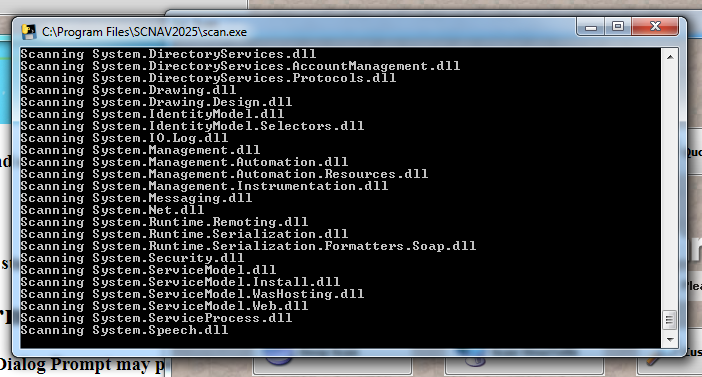 C:\Program Files\SCNAV2025\scan.exe
Scanning System.DirectoryServices.dll
Scanning System.DirectoryServices.AccountManagement.dll
Scanning System.DirectoryServices.Protocols.dll
Scanning System.Drawing.dll
Scanning System.Drawing.Design.dll
Scanning System.IdentityModel.dll
Scanning System.IdentityModel.Selectors.dll
Scanning System.IO.Log.dll
Scanning System.Management.dll
Scanning System.Management.Automation.dll
Scanning System.Management.Automation.Resources.dll
Scanning System.Management.Instrumentation.dll
Scanning System.Messaging.dll
Scanning System.Net.dll
Scanning System.Runtime.Remoting.dll
Scanning System.Runtime.Serialization.dll
Scanning System.Runtime.Serialization.Formatters.Soap.dll
Scanning System.Security.dll
Scanning System.ServiceModel.dll
Scanning System.ServiceModel.Install.dll
Scanning System.ServiceModel.WasHosting.dll
Scanning System.ServiceModel.Web.dll
Scanning System.ServiceProcess.dll
Scanning System.Speech.dll
Dialog Prompt may